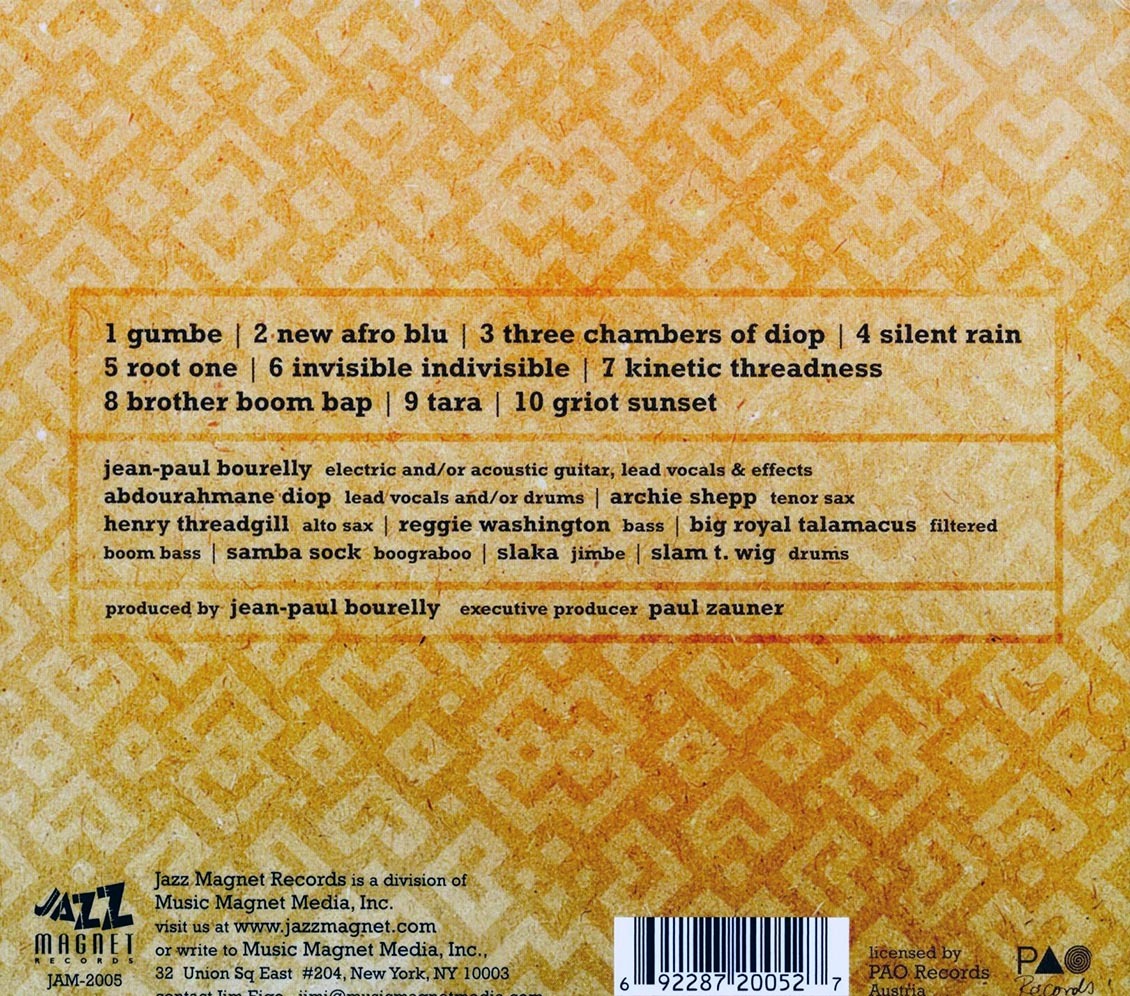 1 gumbe | 2 new afro blu | 3 three chambers of diop | 4 silent rain
5 root one | 6 invisible indivisible | 7 kinetic threadness
8 brother boom bap | 9 tara | 10 griot sunset
jean-paul bourelly electric and/or acoustic guitar, lead vocals & effects
abdourahmane diop lead vocals and/or drums | archie shepp tenor sax
henry threadgill alto sax | reggie washington bass | big royal talamacus filtered
boom bass | samba sock boograboo | slaka jimbe | slam t. wig drums
produced by jean-paul bourelly executive producer paul zauner
JAZZ
MAGNET
RECORDS
JAM-2005
Jazz Magnet Records is a division of
Music Magnet Media, Inc.
visit us at www.jazzmagnet.com
or write to Music Magnet Media, Inc.,
32 Union Sq East #204, New York, NY 10003
contact Jim Eigo
6 92287 20052 7
licensed by
PAO Records
Austria
PAO
Records